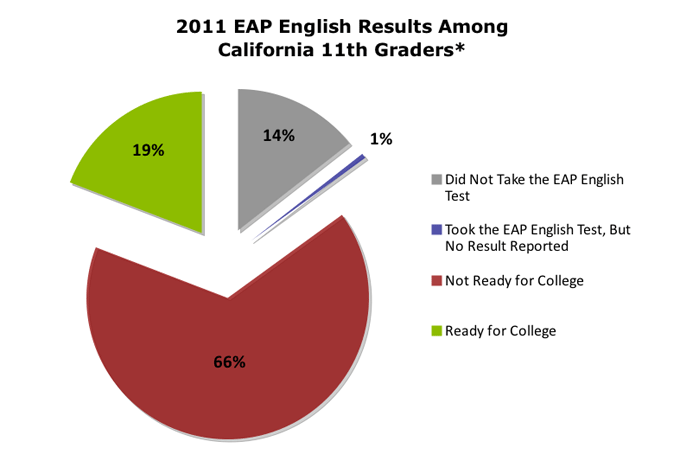 2011 EAP English Results Among
California 11th Graders*
14%
1%
19%
66%
Did Not Take the EAP English
Test
Took the EAP English Test, But
No Result Reported
Not Ready for College
Ready for College